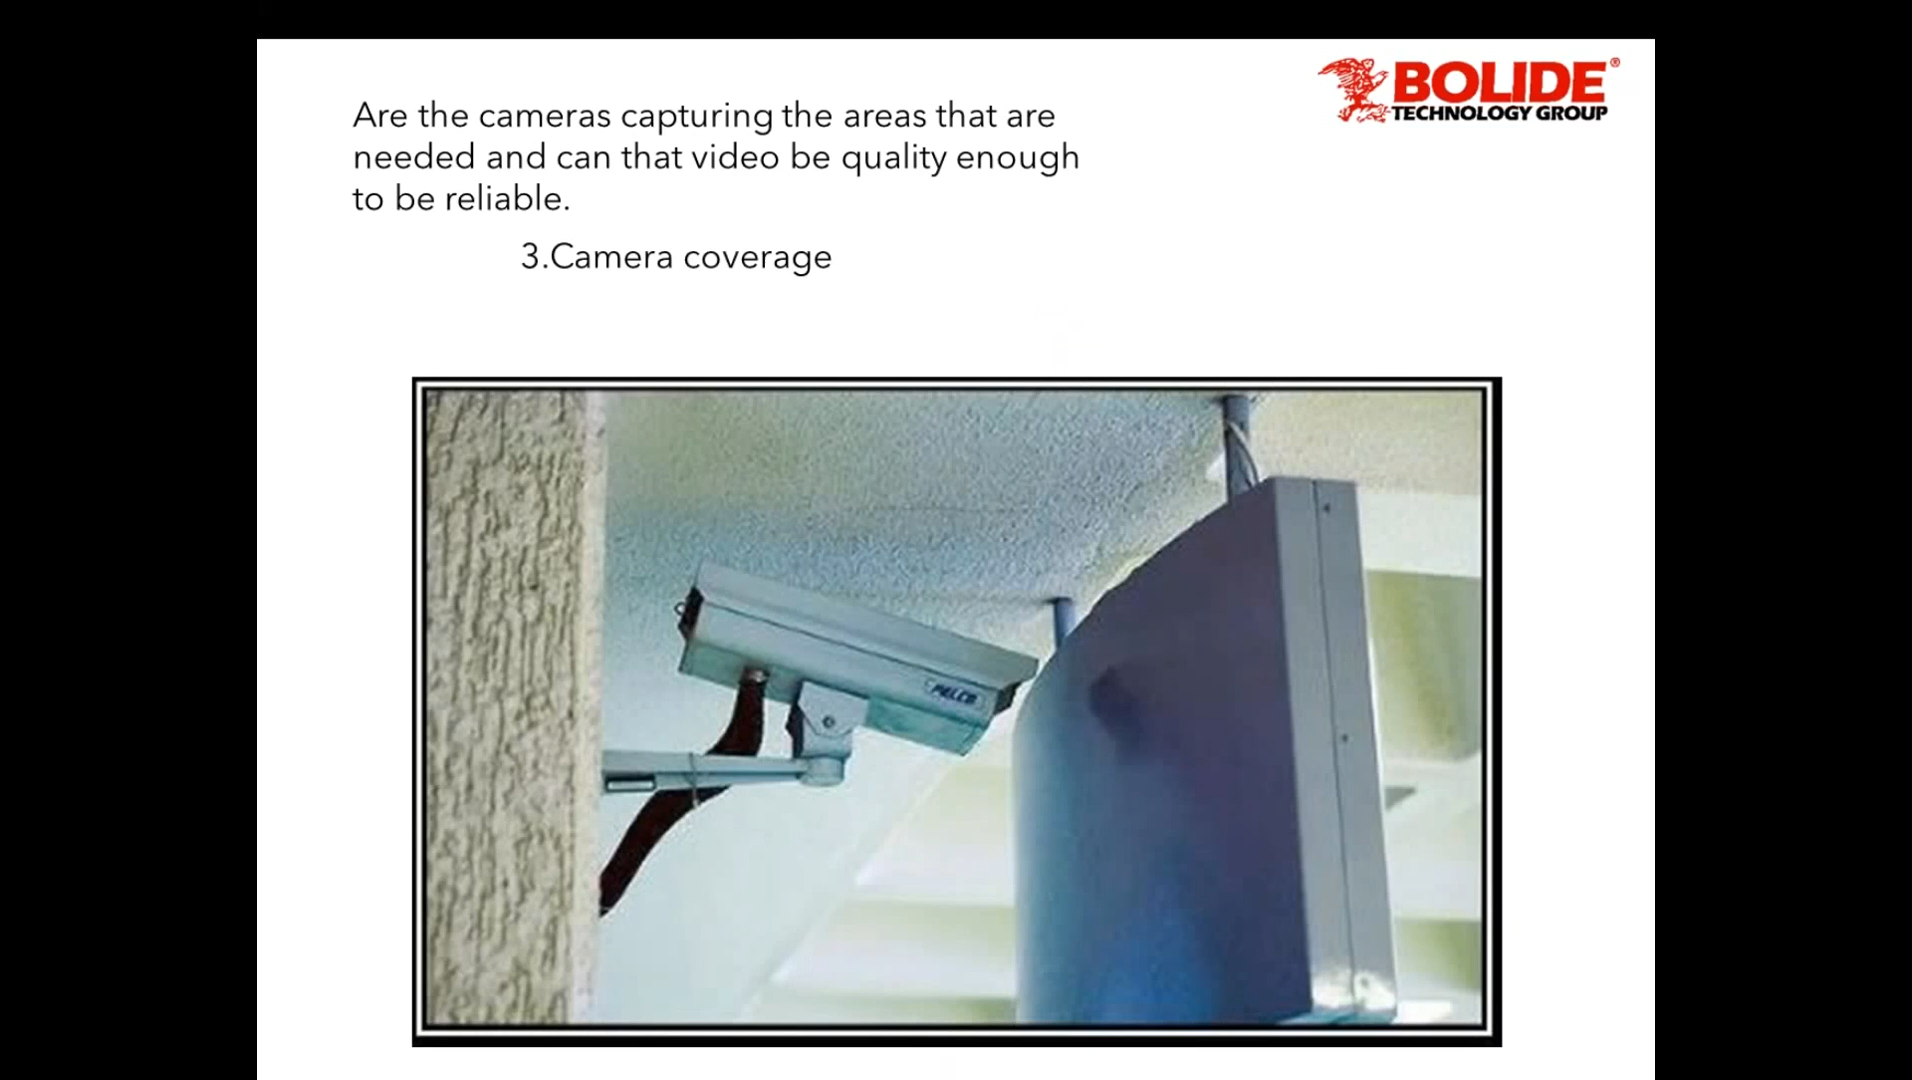 BOLIDE®
TECHNOLOGY GROUP
Are the cameras capturing the areas that are
needed and can that video be quality enough
to be reliable.
3.Camera coverage
PELCO